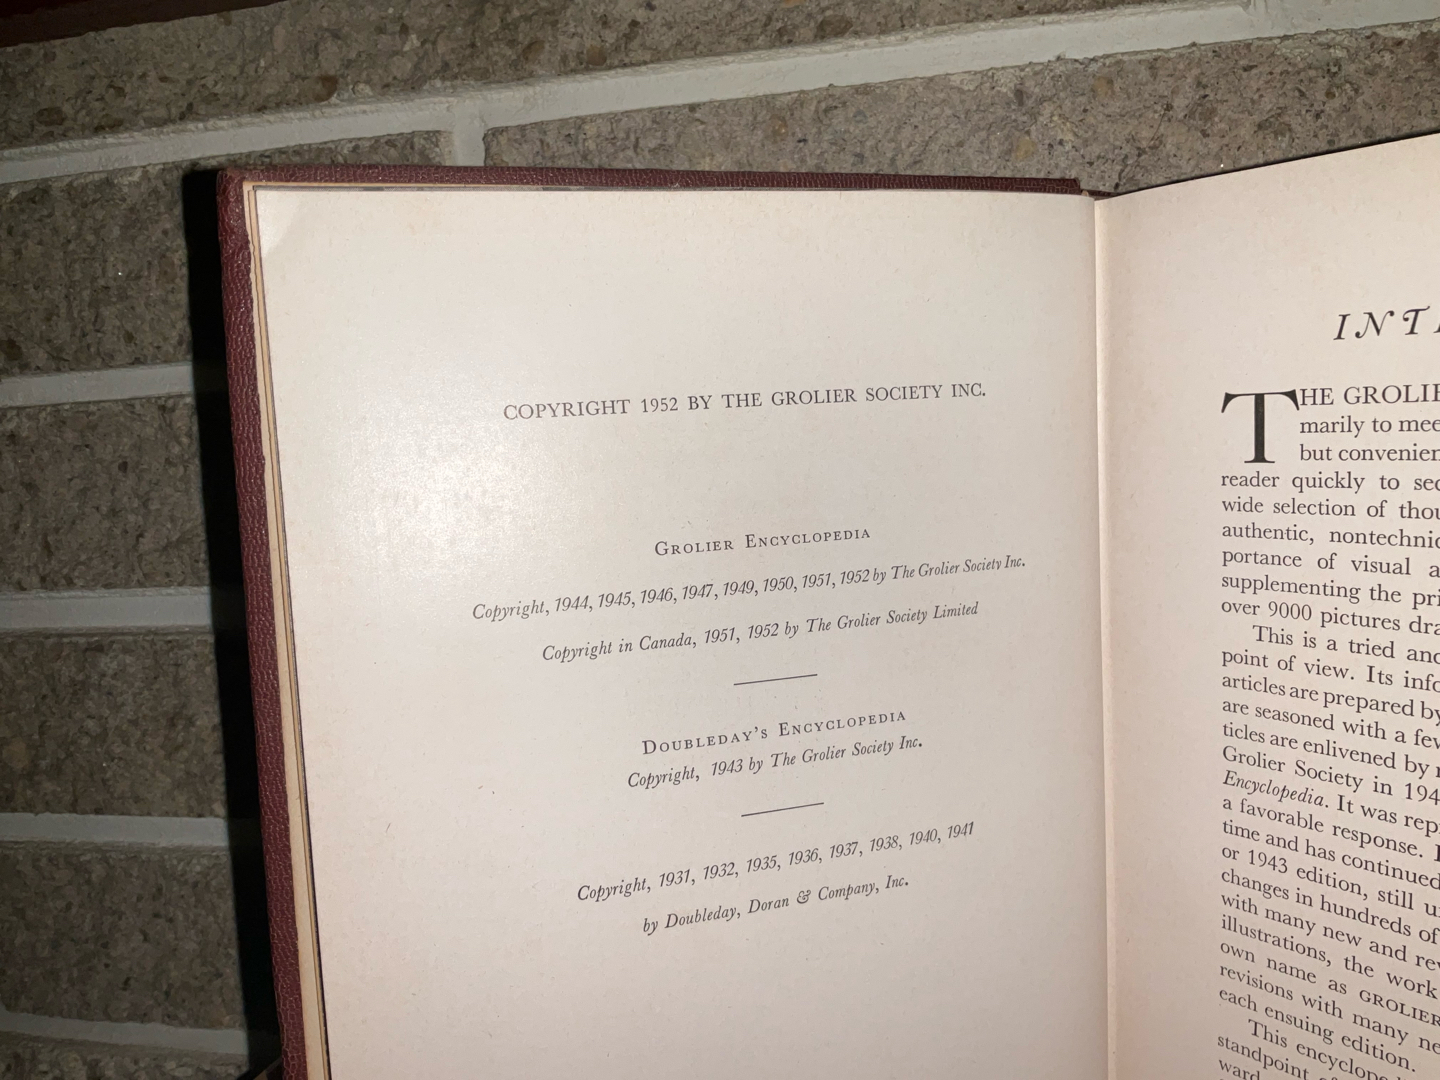 COPYRIGHT 1952 BY THE GROLIER SOCIETY INC.
GROLIER ENCYCLOPEDIA
Copyright, 1944, 1945, 1946, 1947, 1949, 1950, 1951, 1952 by The Grolier Society Inc.
Copyright in Canada, 1951, 1952 by The Grolier Society Limited
DOUBLEDAY'S ENCYCLOPEDIA
Copyright, 1943 by The Grolier Society Inc.
Copyright, 1931, 1932, 1935, 1936, 1937, 1938, 1940, 1941
by Doubleday, Doran & Company, Inc.
INT
THE GROLIE
marily to mee
but convenien
reader quickly to sec
wide selection of thou
authentic, nontechnic
portance of visual a
supplementing the pri
over 9000 pictures dra
This is a tried and
point of view. Its info
articles are prepared by
are seasoned with a few
ticles are enlivened by
Grolier Society in 194
Encyclopedia. It was rep
a favorable response.
time and has continued
or 1943 edition, still u
changes in hundreds of
with many new and rev
illustrations, the work
own name as GROLIER
revisions with many ne
each ensuing edition.
This encyclope
standpoint
ward